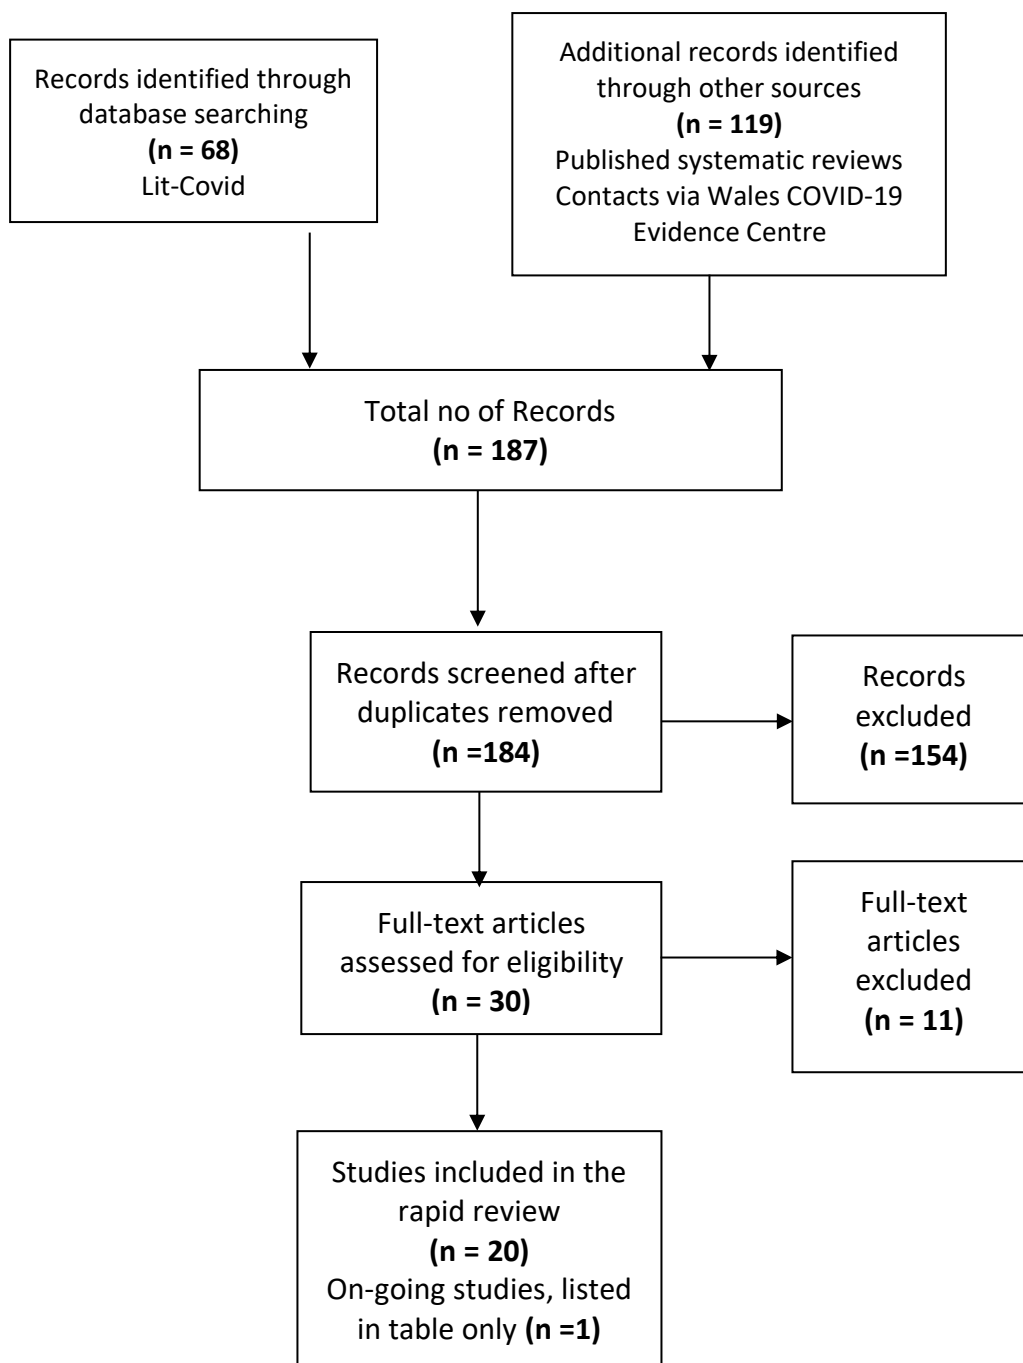 Records identified through
database searching
(n = 68)
Lit-Covid
Additional records identified
through other sources
(n = 119)
Published systematic reviews
Contacts via Wales COVID-19
Evidence Centre
Total no of Records
(n = 187)
Records screened after
duplicates removed
(n =184)
Records
excluded
(n =154)
Full-text articles
assessed for eligibility
(n = 30)
Full-text
articles
excluded
(n = 11)
Studies included in the
rapid review
(n = 20)
On-going studies, listed
in table only (n =1)